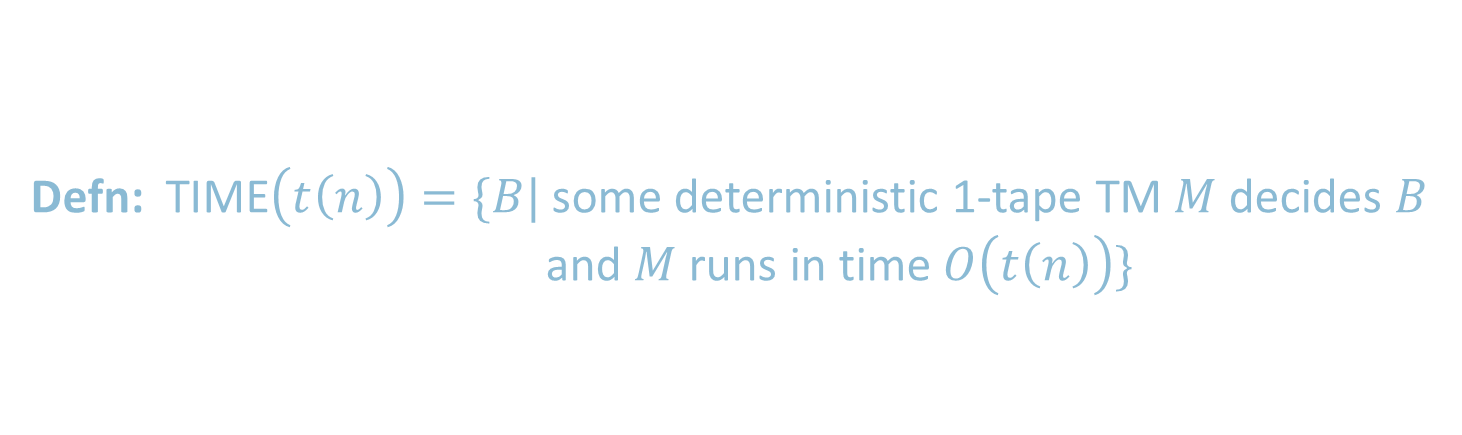 Defn: TIME(t(n)) = {B| some deterministic 1-tape TM M decides B
and M runs in time O(t(n))}